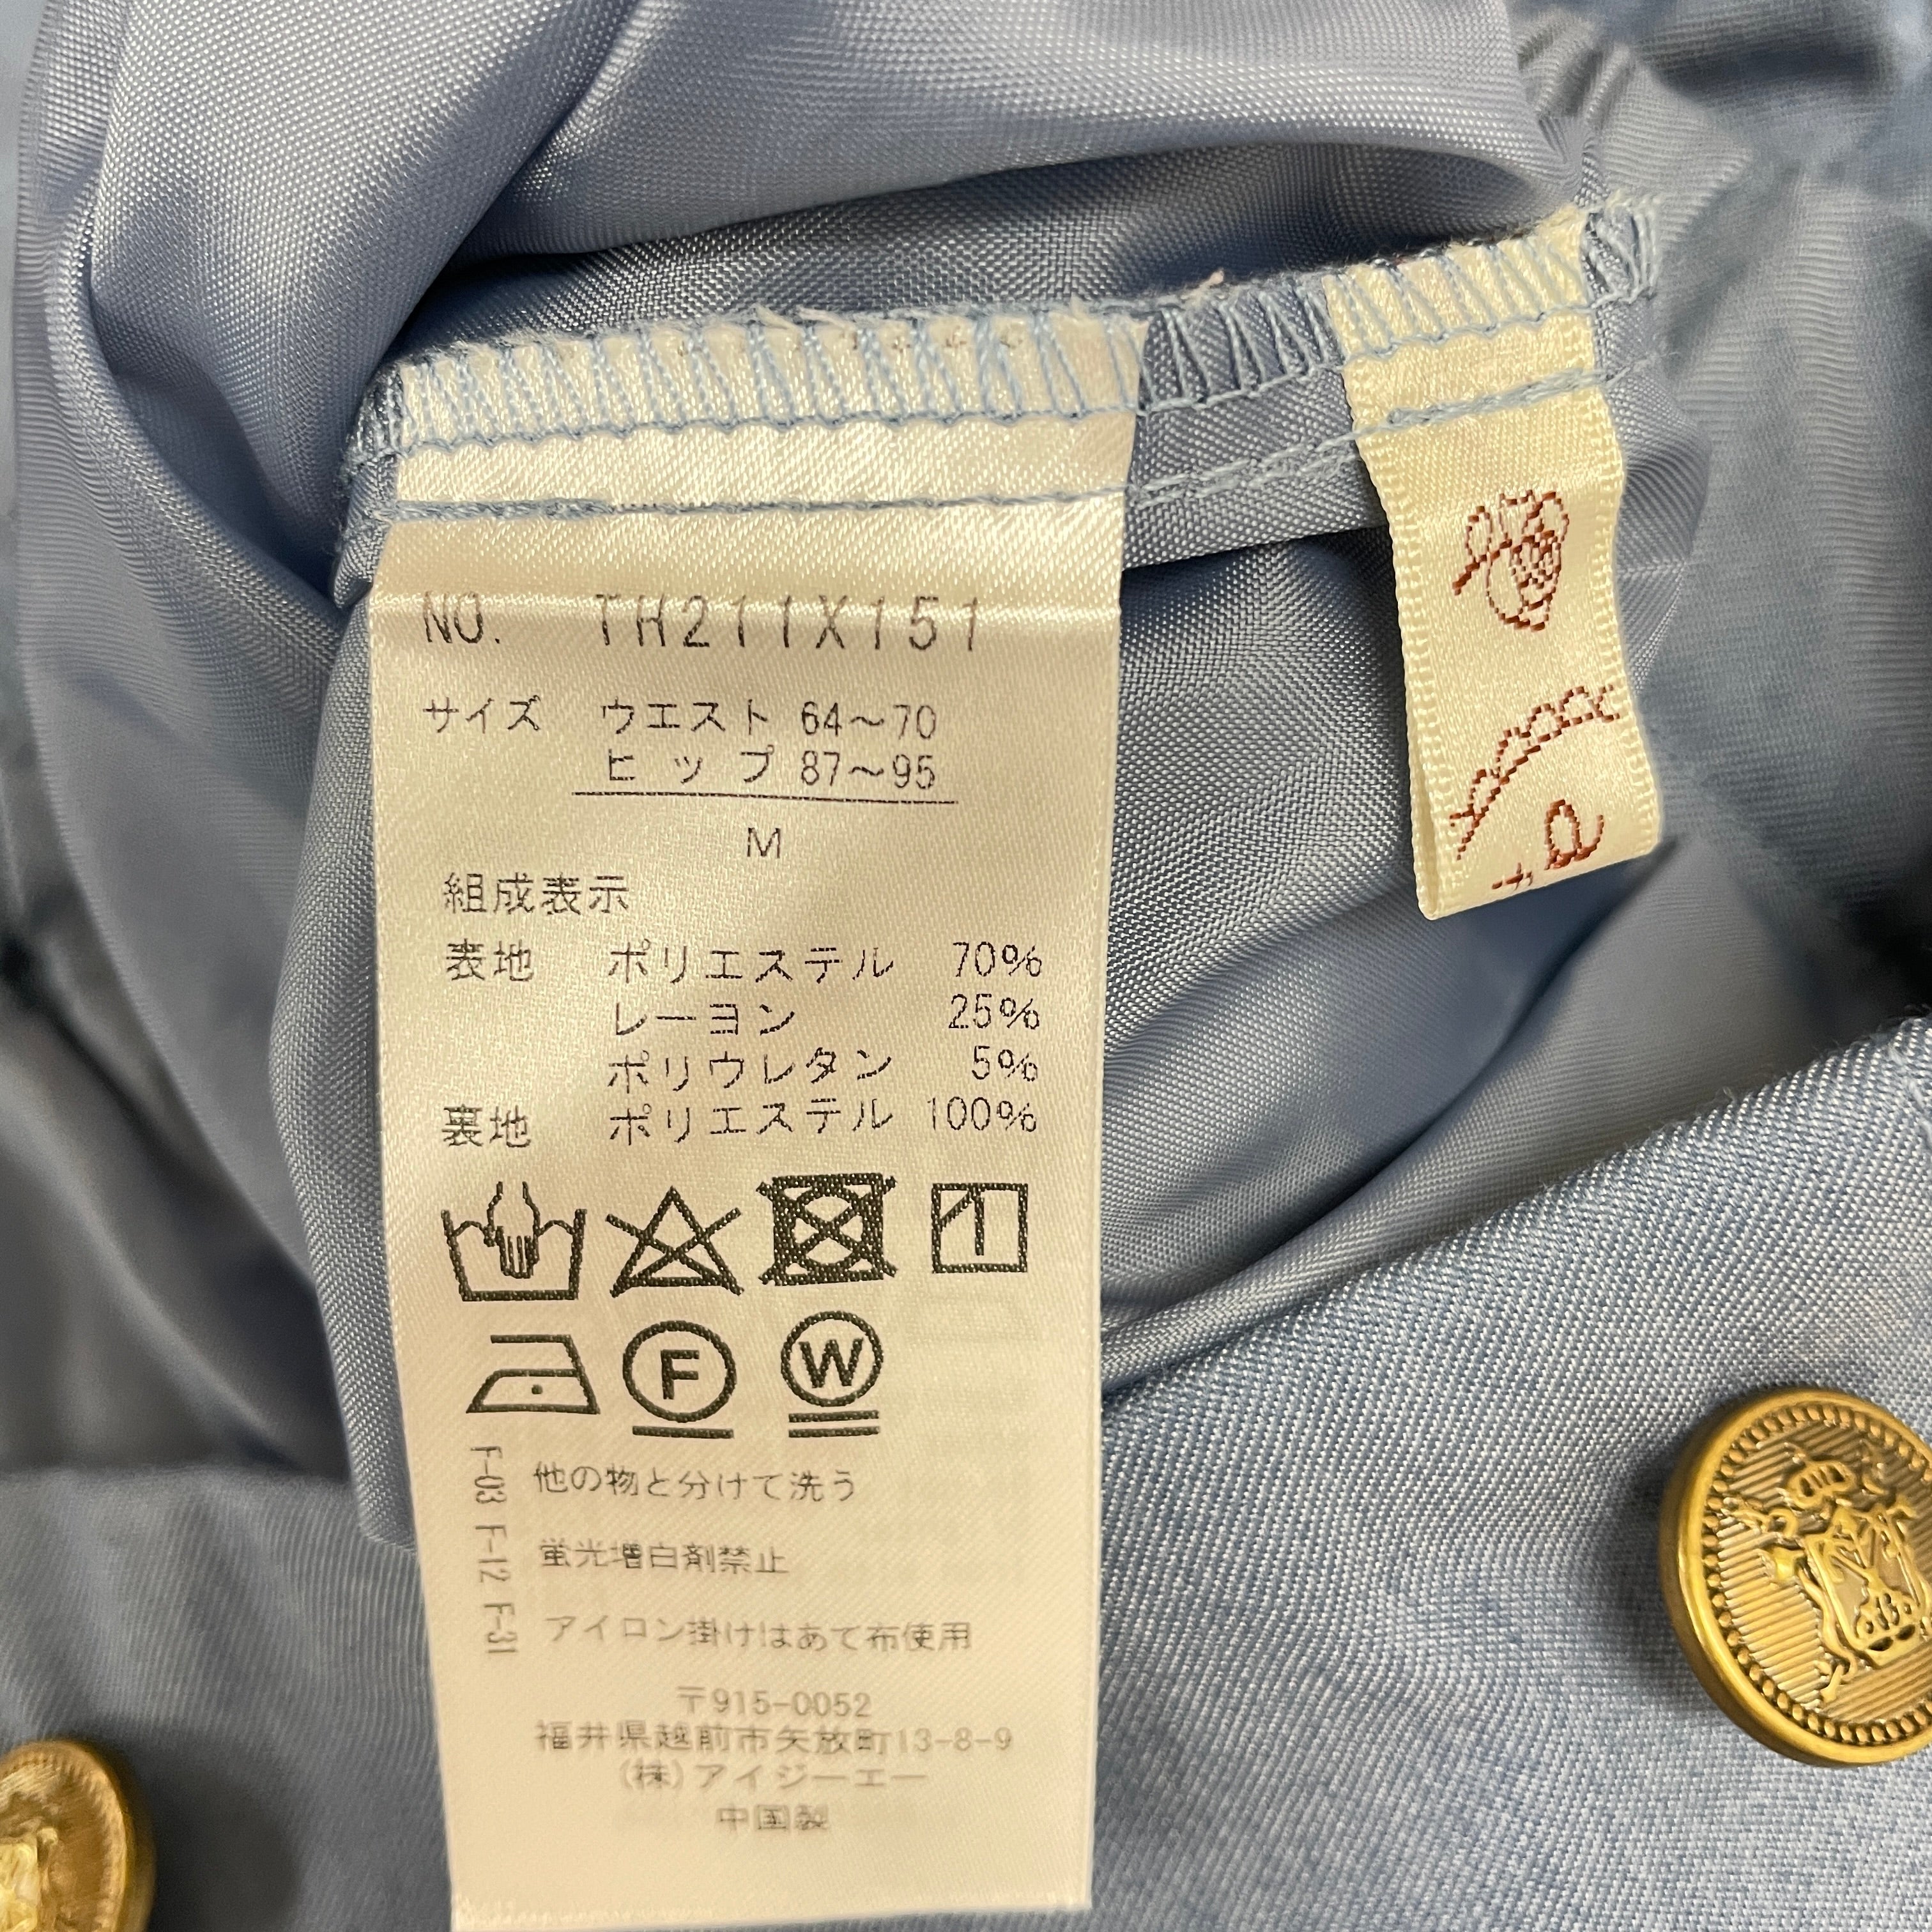 NO. TH211X151
サイズ ウエスト 64～70
ヒップ 87～95
M
組成表示
表地 ポリエステル 70%
レーヨン 25%
ポリウレタン 5%
裏地 ポリエステル 100%
F
W
F-03 F-12 F-31
他の物と分けて洗う
蛍光増白剤禁止
アイロン掛けはあて布使用
〒915-0052
福井県越前市矢放町13-8-9
(株)アイジーエー
中国製